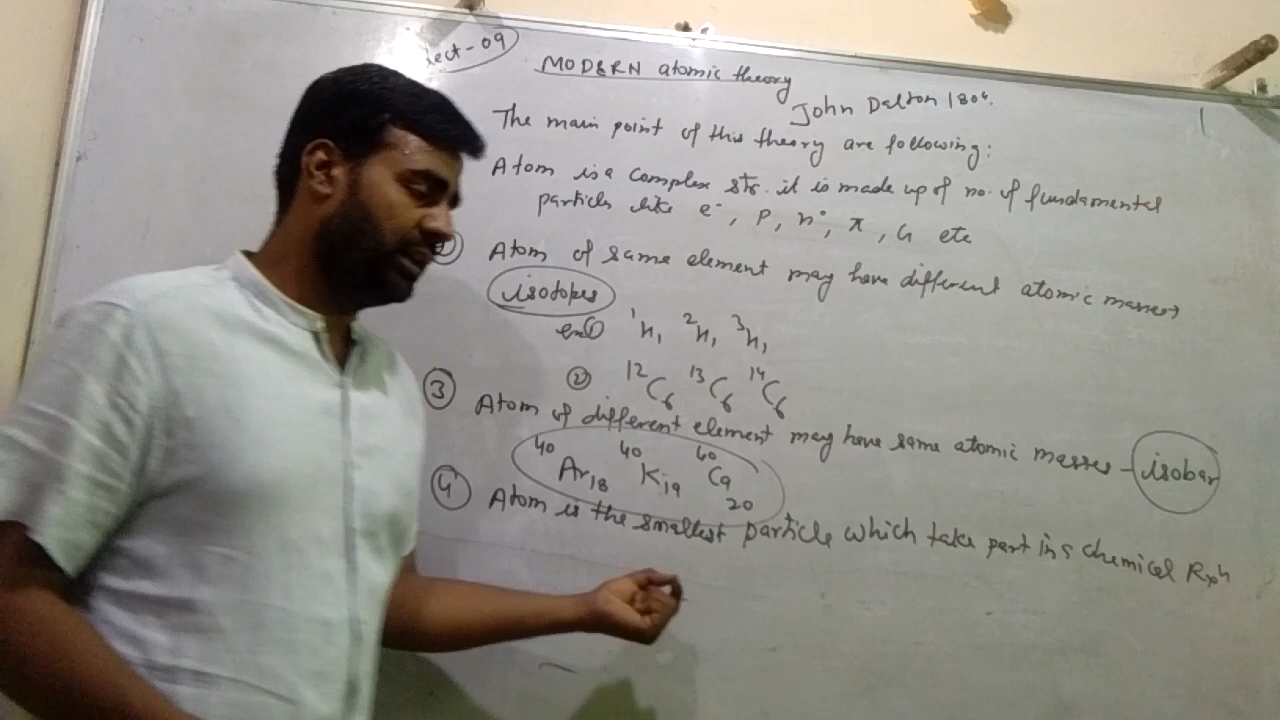 Lect-09
MODERN atomic theory
John Dalton 1804.
The main point of this theory are following:
Atom is a complex str. it is made up of no. of fundamental
particles like e⁻, P, n°, π, etc
② Atom of same element may have different atomic masses
isotopes
ex① ¹H₁ ²H₁ ³H₁
② ¹²C₆ ¹³C₆ ¹⁴C₆
③ Atom of different element may have same atomic masses - isobar
⁴⁰Ar₁₈ ⁴⁰K₁₉ ⁴⁰Ca₂₀
④ Atom is the smallest particle which take part in a chemical Rxⁿ